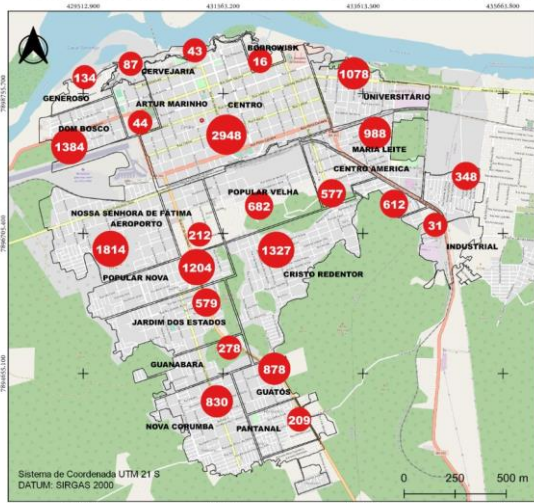 429512.900 431563.200 433613.500 435663.800
43
BORROWISK
87
16
134
CERVEJARIA
1078
GENEROSO
UNIVERSITÁRIO
ARTUR MARINHO
CENTRO
44
DOM BOSCO
2948
988
1384
MARIA LEITE
CENTRO AMERICA
348
POPULAR VELHA
577
682
612
NOSSA SENHORA DE FATIMA
AEROPORTO
212
31
1814
1327
INDUSTRIAL
1204
POPULAR NOVA
CRISTO REDENTOR
579
JARDIM DOS ESTADOS
278
GUANABARA
878
GUATÓS
830
209
NOVA CORUMBA
PANTANAL
Sistema de Coordenada UTM 21 S
DATUM: SIRGAS 2000
0 250 500 m